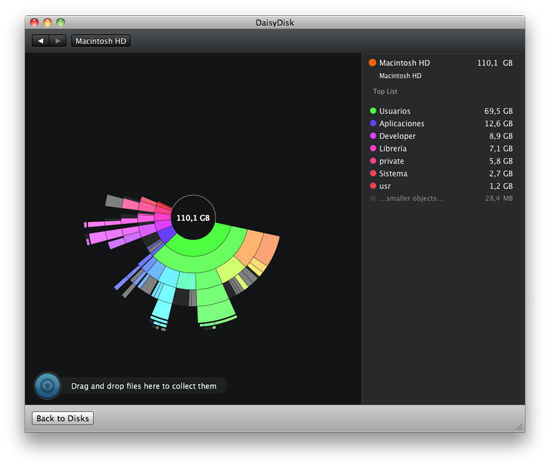 DaisyDisk
Macintosh HD
Macintosh HD 110,1 GB
Macintosh HD
Top List
Usuarios 69,5 GB
Aplicaciones 12,6 GB
Developer 8,9 GB
Librería 7,1 GB
private 5,8 GB
Sistema 2,7 GB
usr 1,2 GB
...smaller objects... 28,4 MB
110,1 GB
Drag and drop files here to collect them
Back to Disks